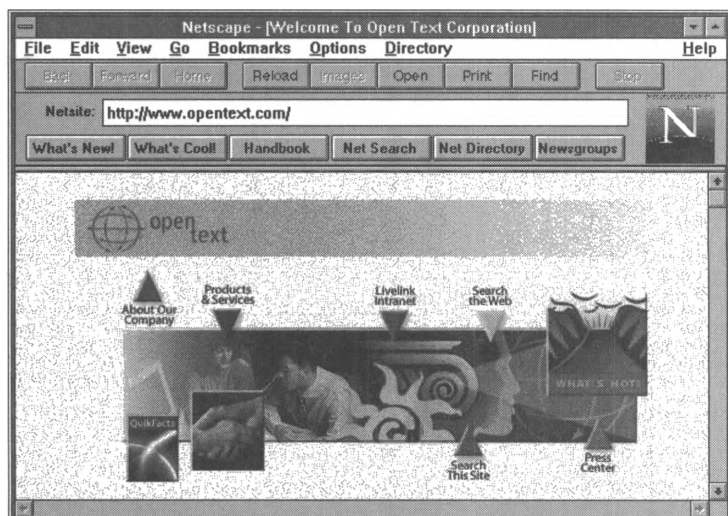 Netscape - [Welcome To Open Text Corporation]
File Edit View Go Bookmarks Options Directory Help
Back Forward Home Reload Images Open Print Find Stop
Netsite: http://www.opentext.com/
N
What's New! What's Cool! Handbook Net Search Net Directory Newsgroups
open
text
Products
& Services
Livelink
Intranet
Search
the Web
About Our
Company
WHAT'S HOT!
QuikFacts
Search
This Site
Press
Center